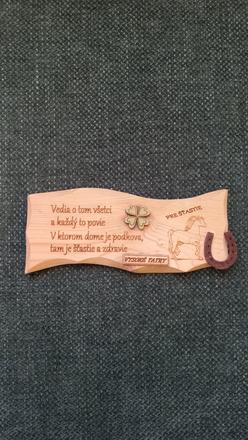 Vedia o tom všetci
a každý to povie
V ktorom dome je podkova,
tam je šťastie a zdravie
PRE ŠŤASTIE
VYSOKÉ TATRY